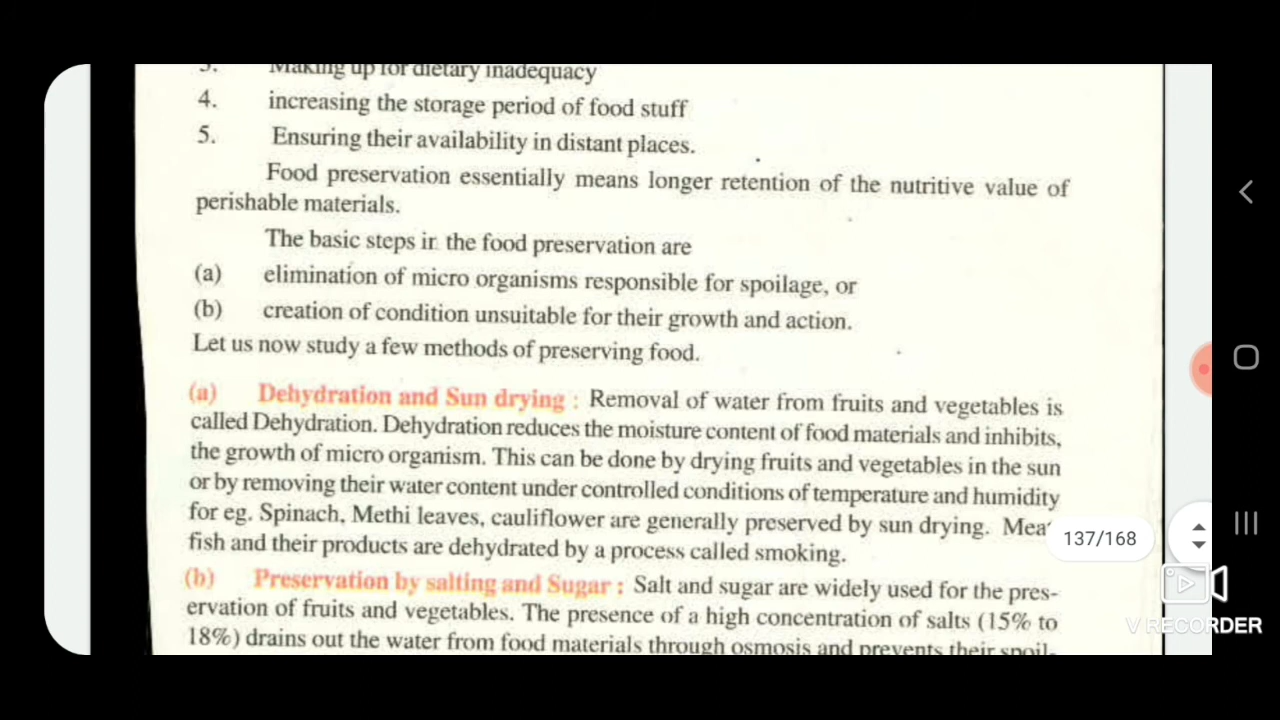 3. Making up for dietary inadequacy
4. increasing the storage period of food stuff
5. Ensuring their availability in distant places.
Food preservation essentially means longer retention of the nutritive value of
perishable materials.
The basic steps in the food preservation are
(a) elimination of micro organisms responsible for spoilage, or
(b) creation of condition unsuitable for their growth and action.
Let us now study a few methods of preserving food.
(a) Dehydration and Sun drying : Removal of water from fruits and vegetables is
called Dehydration. Dehydration reduces the moisture content of food materials and inhibits,
the growth of micro organism. This can be done by drying fruits and vegetables in the sun
or by removing their water content under controlled conditions of temperature and humidity
for eg. Spinach, Methi leaves, cauliflower are generally preserved by sun drying. Meat
fish and their products are dehydrated by a process called smoking.
(b) Preservation by salting and Sugar : Salt and sugar are widely used for the pres-
ervation of fruits and vegetables. The presence of a high concentration of salts (15% to
18%) drains out the water from food materials through osmosis and prevents their spoil-
137/168
V RECORDER